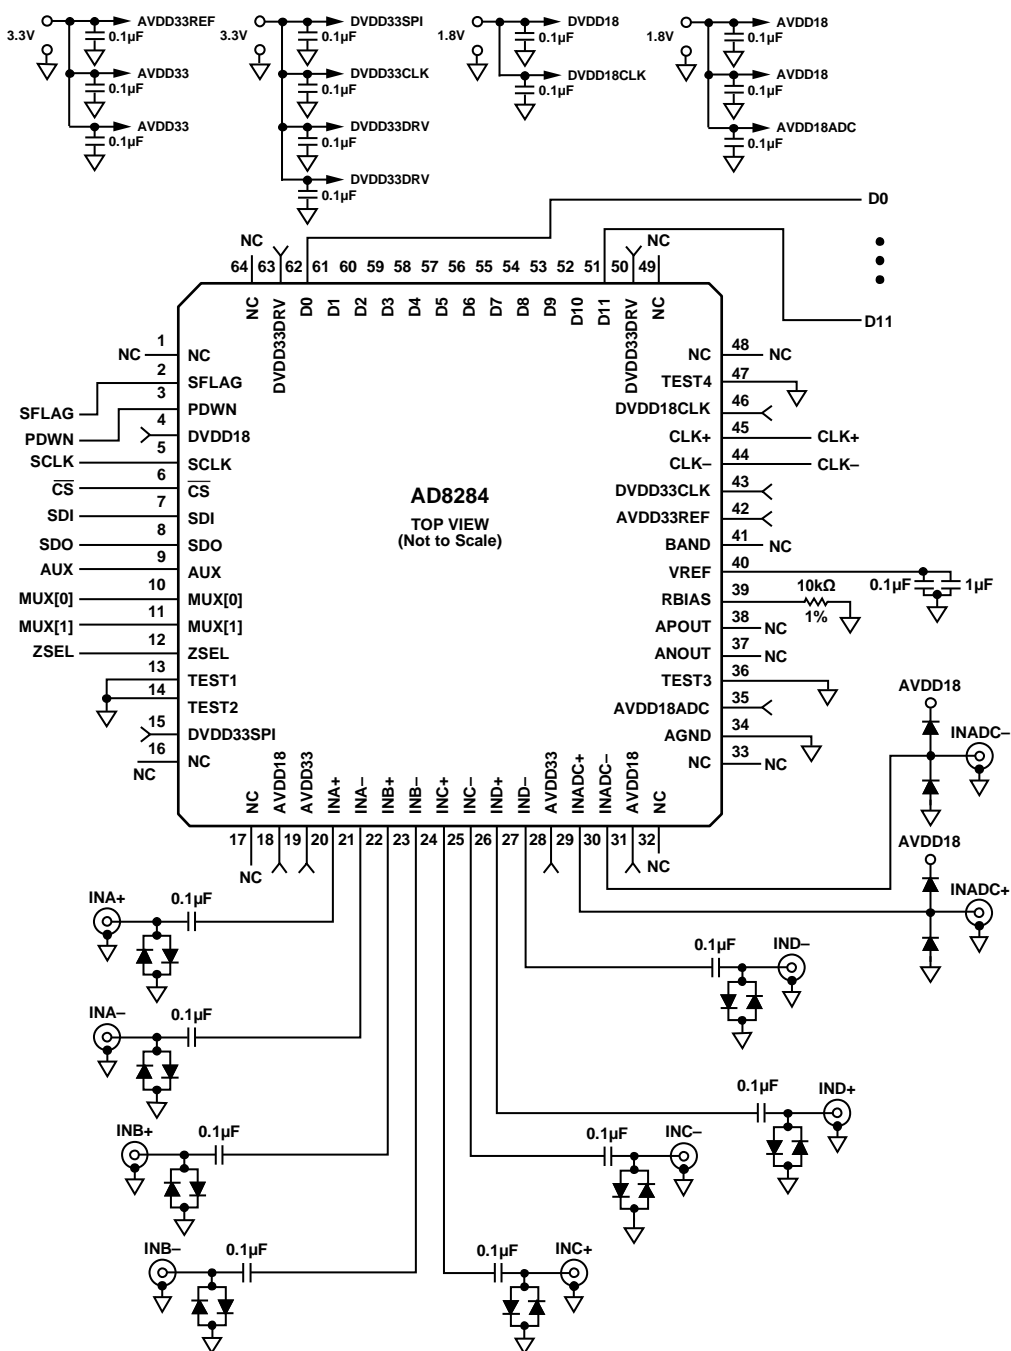 3.3V
AVDD33REF
0.1µF
AVDD33
0.1µF
AVDD33
0.1µF
3.3V
DVDD33SPI
0.1µF
DVDD33CLK
0.1µF
DVDD33DRV
0.1µF
DVDD33DRV
0.1µF
1.8V
DVDD18
0.1µF
DVDD18CLK
0.1µF
1.8V
AVDD18
0.1µF
AVDD18
0.1µF
AVDD18ADC
0.1µF
D0
D11
NC
NC
64 63 62 61 60 59 58 57 56 55 54 53 52 51 50 49
NC
DVDD33DRV
D0
D1
D2
D3
D4
D5
D6
D7
D8
D9
D10
D11
DVDD33DRV
NC
NC 1 NC
SFLAG 2 SFLAG
PDWN 3 PDWN
4 DVDD18
SCLK 5 SCLK
CS 6 CS
SDI 7 SDI
SDO 8 SDO
AUX 9 AUX
MUX[0] 10 MUX[0]
MUX[1] 11 MUX[1]
ZSEL 12 ZSEL
13 TEST1
14 TEST2
15 DVDD33SPI
NC 16 NC
AD8284
TOP VIEW
(Not to Scale)
NC 48 NC
TEST4 47
DVDD18CLK 46
CLK+ 45 CLK+
CLK– 44 CLK–
DVDD33CLK 43
AVDD33REF 42
BAND 41 NC
VREF 40 0.1µF 1µF
RBIAS 39 10kΩ
1%
APOUT 38 NC
ANOUT 37 NC
TEST3 36
AVDD18ADC 35
AGND 34
NC 33 NC
NC
AVDD18
AVDD33
INA+
INA–
INB+
INB–
INC+
INC–
IND+
IND–
AVDD33
INADC+
INADC–
AVDD18
NC
17 18 19 20 21 22 23 24 25 26 27 28 29 30 31 32
NC
NC
AVDD18
INADC–
AVDD18
INADC+
INA+
0.1µF
0.1µF
IND–
INA–
0.1µF
0.1µF
IND+
INB+
0.1µF
0.1µF
INC–
INB–
0.1µF
0.1µF
INC+